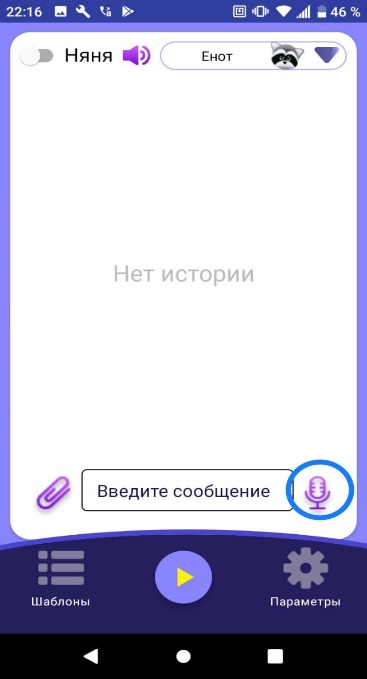 22:16 46 %
Няня Енот
Нет истории
Введите сообщение
Шаблоны Параметры